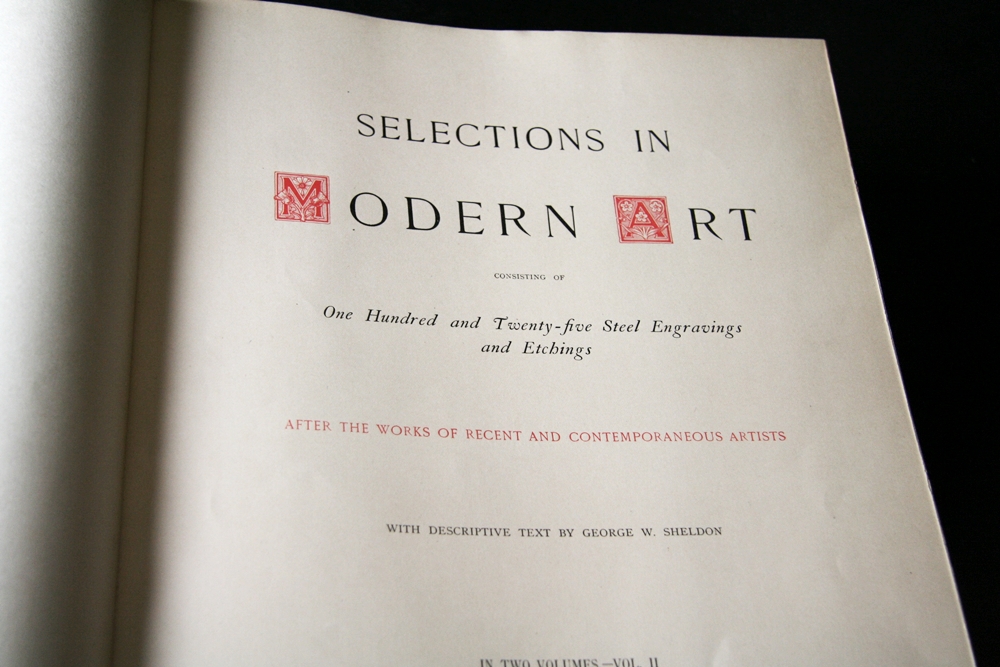 SELECTIONS IN
MODERN ART
CONSISTING OF
One Hundred and Twenty-five Steel Engravings
and Etchings
AFTER THE WORKS OF RECENT AND CONTEMPORANEOUS ARTISTS
WITH DESCRIPTIVE TEXT BY GEORGE W. SHELDON
IN TWO VOLUMES—VOL. II